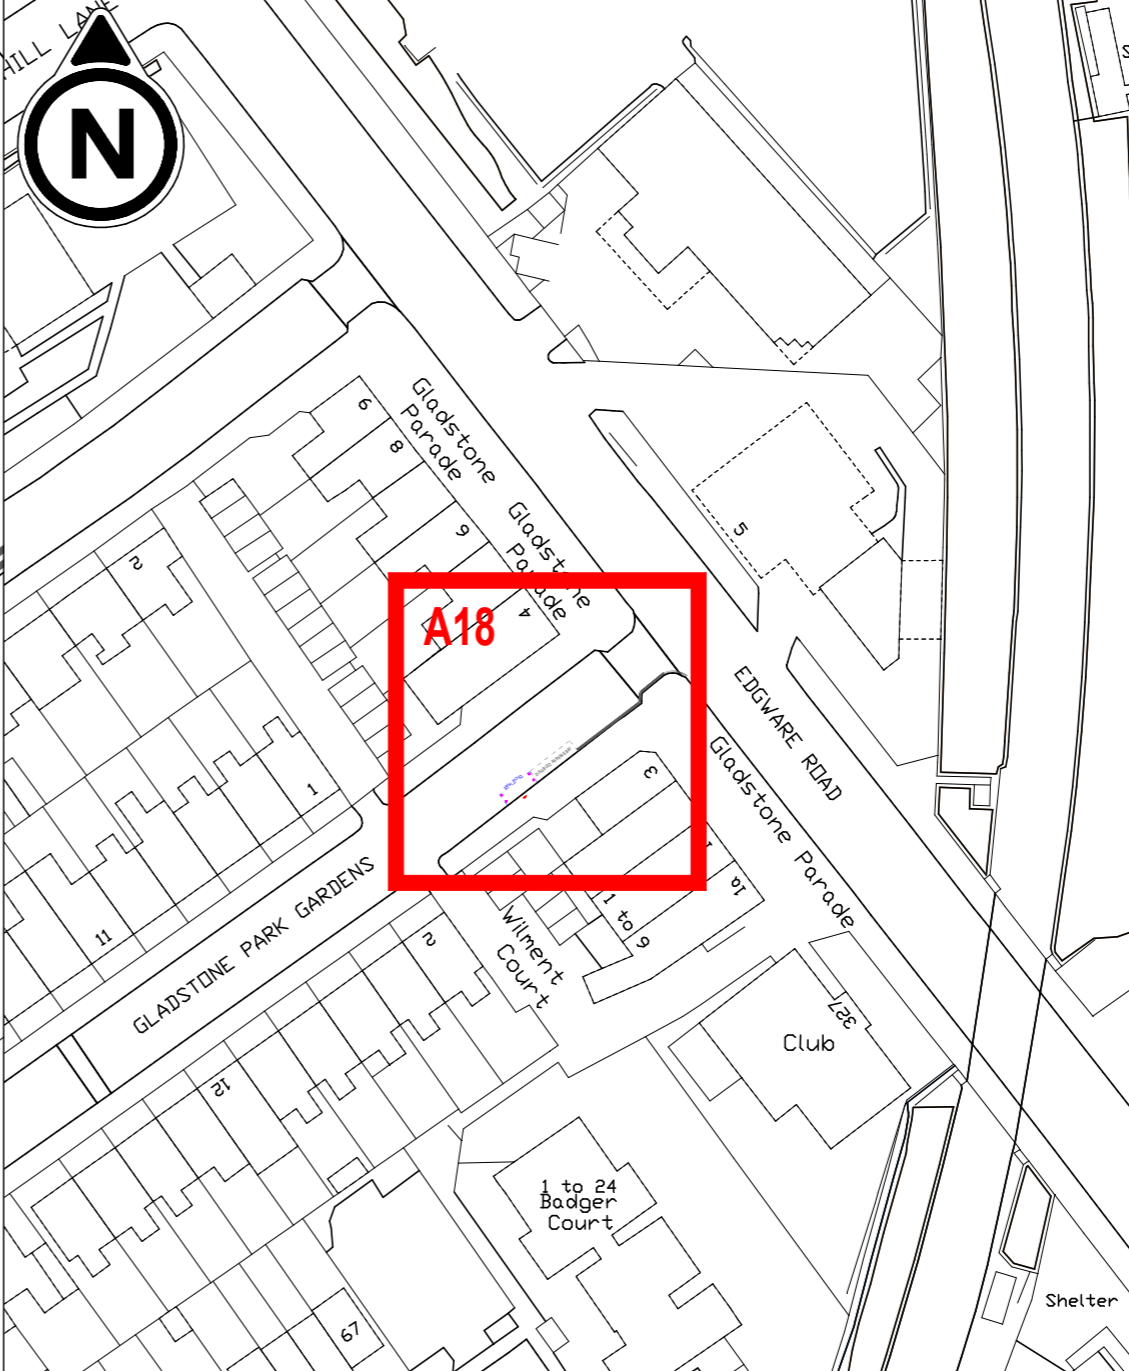 HILL LANE
N
Gladstone
Parade
9
8
Gladstone
Parade
6
4
A18
2
1
11
5
EDGWARE ROAD
Gladstone Parade
3
1
1a
1 to 9
Wilment
Court
GLADSTONE PARK GARDENS
2
12
327
Club
1 to 24
Badger
Court
67
Shelter
S